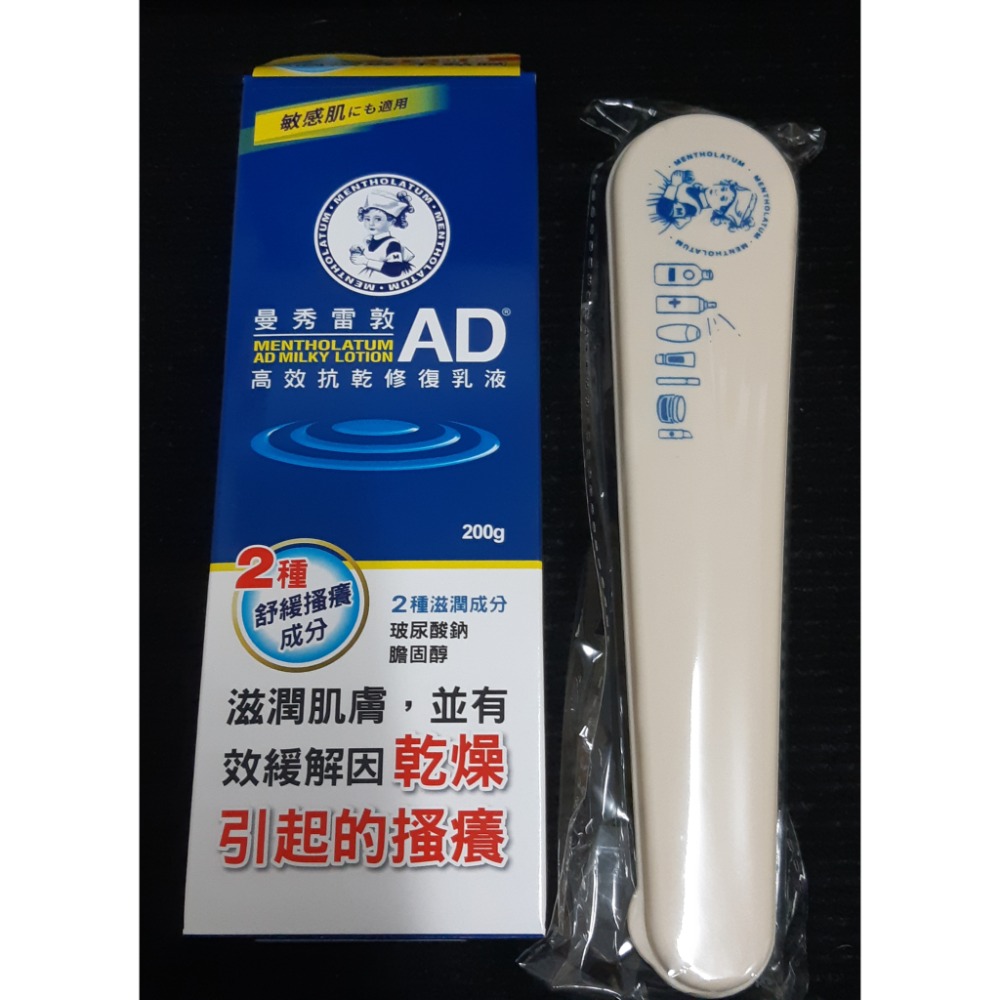 敏感肌にも適用
MENTHOLATUM · MENTHOLATUM · MENTHOLATUM ·
曼秀雷敦 AD®
MENTHOLATUM
AD MILKY LOTION
高效抗乾修復乳液
200g
2種
舒緩搔癢
成分
2種滋潤成分
玻尿酸鈉
膽固醇
滋潤肌膚，並有
效緩解因乾燥
引起的搔癢
MENTHOLATUM · MENTHOLATUM · MENTHOLATUM ·